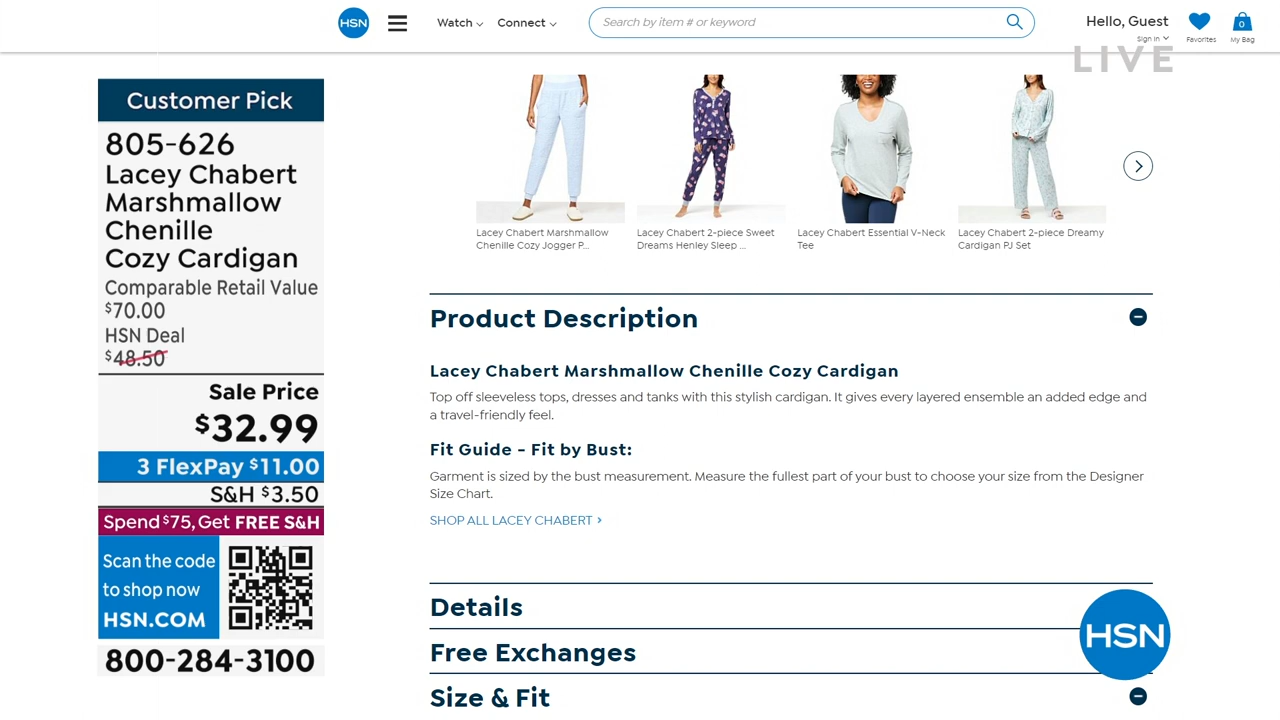 HSN
Watch
Connect
Search by item # or keyword
Hello, Guest
Sign In
Favorites
0
My Bag
LIVE
Customer Pick
805-626
Lacey Chabert
Marshmallow
Chenille
Cozy Cardigan
Comparable Retail Value
$70.00
HSN Deal
$48.50
Sale Price
$32.99
3 FlexPay $11.00
S&H $3.50
Spend $75, Get FREE S&H
Scan the code
to shop now
HSN.COM
800-284-3100
Lacey Chabert Marshmallow
Chenille Cozy Jogger P...
Lacey Chabert 2-piece Sweet
Dreams Henley Sleep ...
Lacey Chabert Essential V-Neck
Tee
Lacey Chabert 2-piece Dreamy
Cardigan PJ Set
Product Description
Lacey Chabert Marshmallow Chenille Cozy Cardigan
Top off sleeveless tops, dresses and tanks with this stylish cardigan. It gives every layered ensemble an added edge and
a travel-friendly feel.
Fit Guide - Fit by Bust:
Garment is sized by the bust measurement. Measure the fullest part of your bust to choose your size from the Designer
Size Chart.
SHOP ALL LACEY CHABERT >
Details
Free Exchanges
Size & Fit
HSN